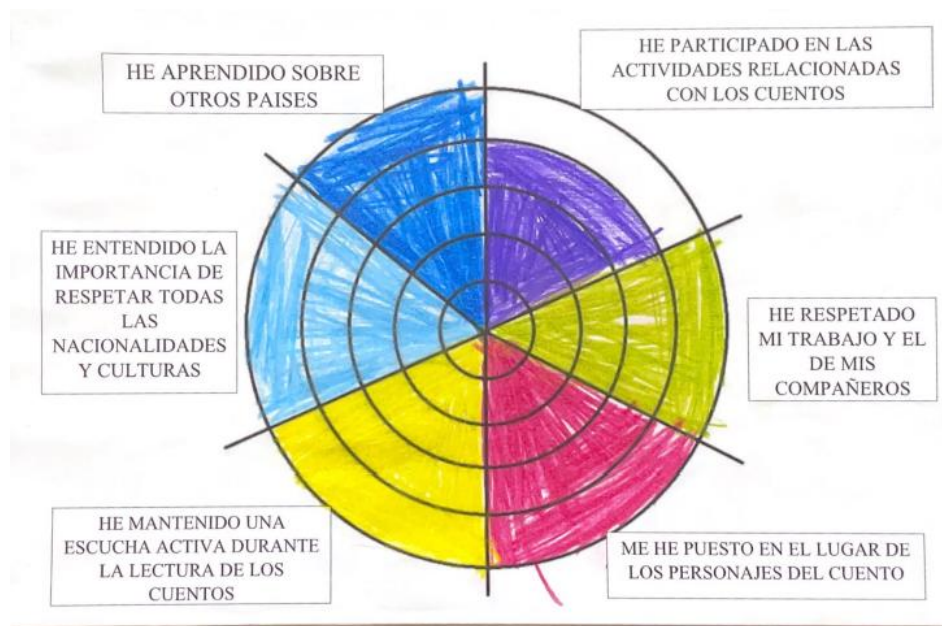 HE APRENDIDO SOBRE
OTROS PAISES
HE PARTICIPADO EN LAS
ACTIVIDADES RELACIONADAS
CON LOS CUENTOS
HE ENTENDIDO LA
IMPORTANCIA DE
RESPETAR TODAS
LAS
NACIONALIDADES
Y CULTURAS
HE RESPETADO
MI TRABAJO Y EL
DE MIS
COMPAÑEROS
HE MANTENIDO UNA
ESCUCHA ACTIVA DURANTE
LA LECTURA DE LOS
CUENTOS
ME HE PUESTO EN EL LUGAR DE
LOS PERSONAJES DEL CUENTO